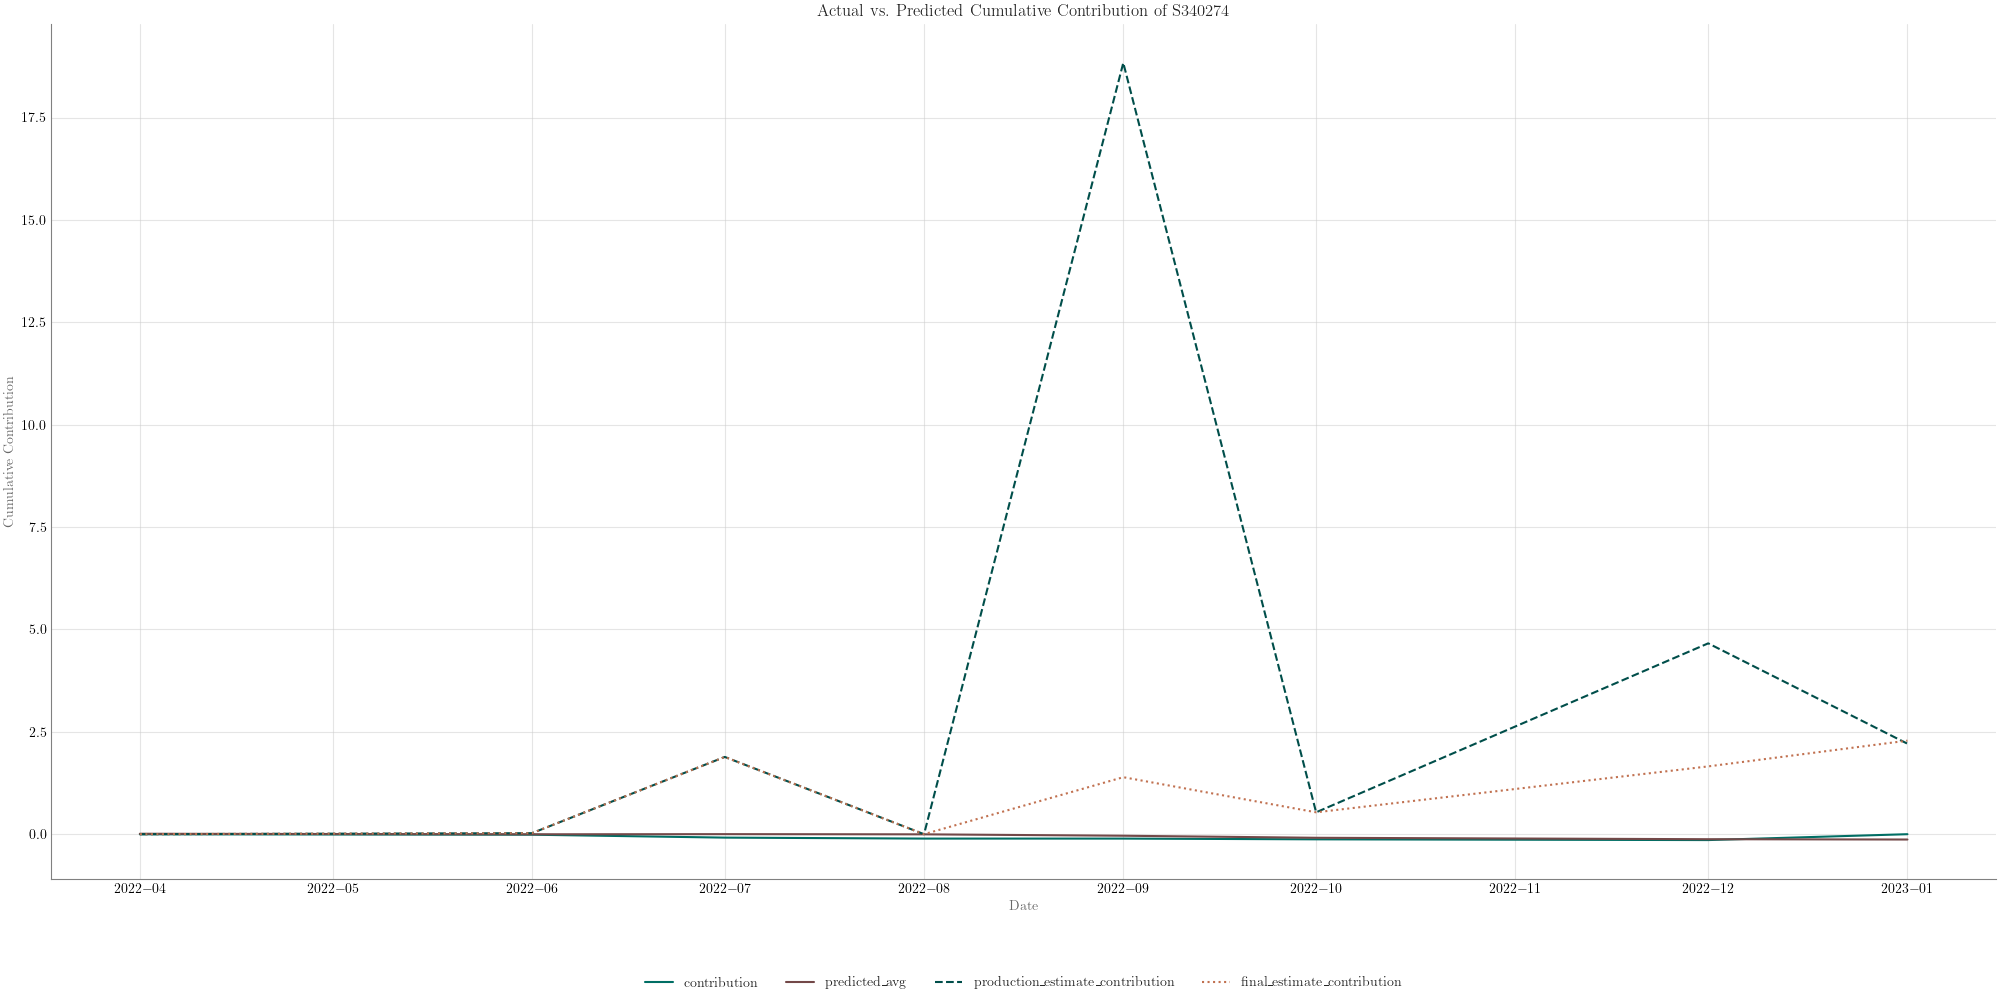 Actual vs. Predicted Cumulative Contribution of S340274
Cumulative Contribution
17.5
15.0
12.5
10.0
7.5
5.0
2.5
0.0
2022−04 2022−05 2022−06 2022−07 2022−08 2022−09 2022−10 2022−11 2022−12 2023−01
Date
contribution predicted_avg production_estimate_contribution final_estimate_contribution